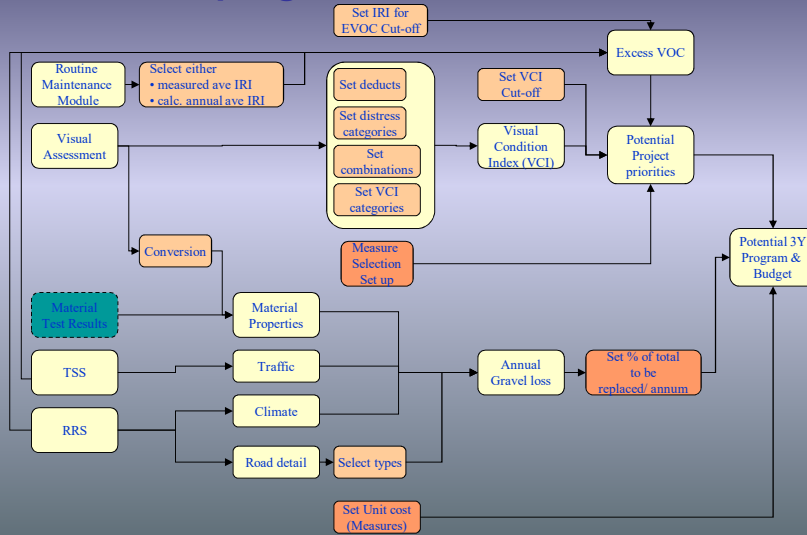 Set IRI for
EVOC Cut-off
Excess VOC
Routine
Maintenance
Module
Select either
• measured ave IRI
• calc. annual ave IRI
Set deducts
Set distress
categories
Set
combinations
Set VCI
categories
Set VCI
Cut-off
Visual
Assessment
Visual
Condition
Index (VCI)
Potential
Project
priorities
Conversion
Measure
Selection
Set up
Potential 3Y
Program &
Budget
Material
Test Results
Material
Properties
TSS
Traffic
Annual
Gravel loss
Set % of total
to be
replaced/ annum
RRS
Climate
Road detail
Select types
Set Unit cost
(Measures)